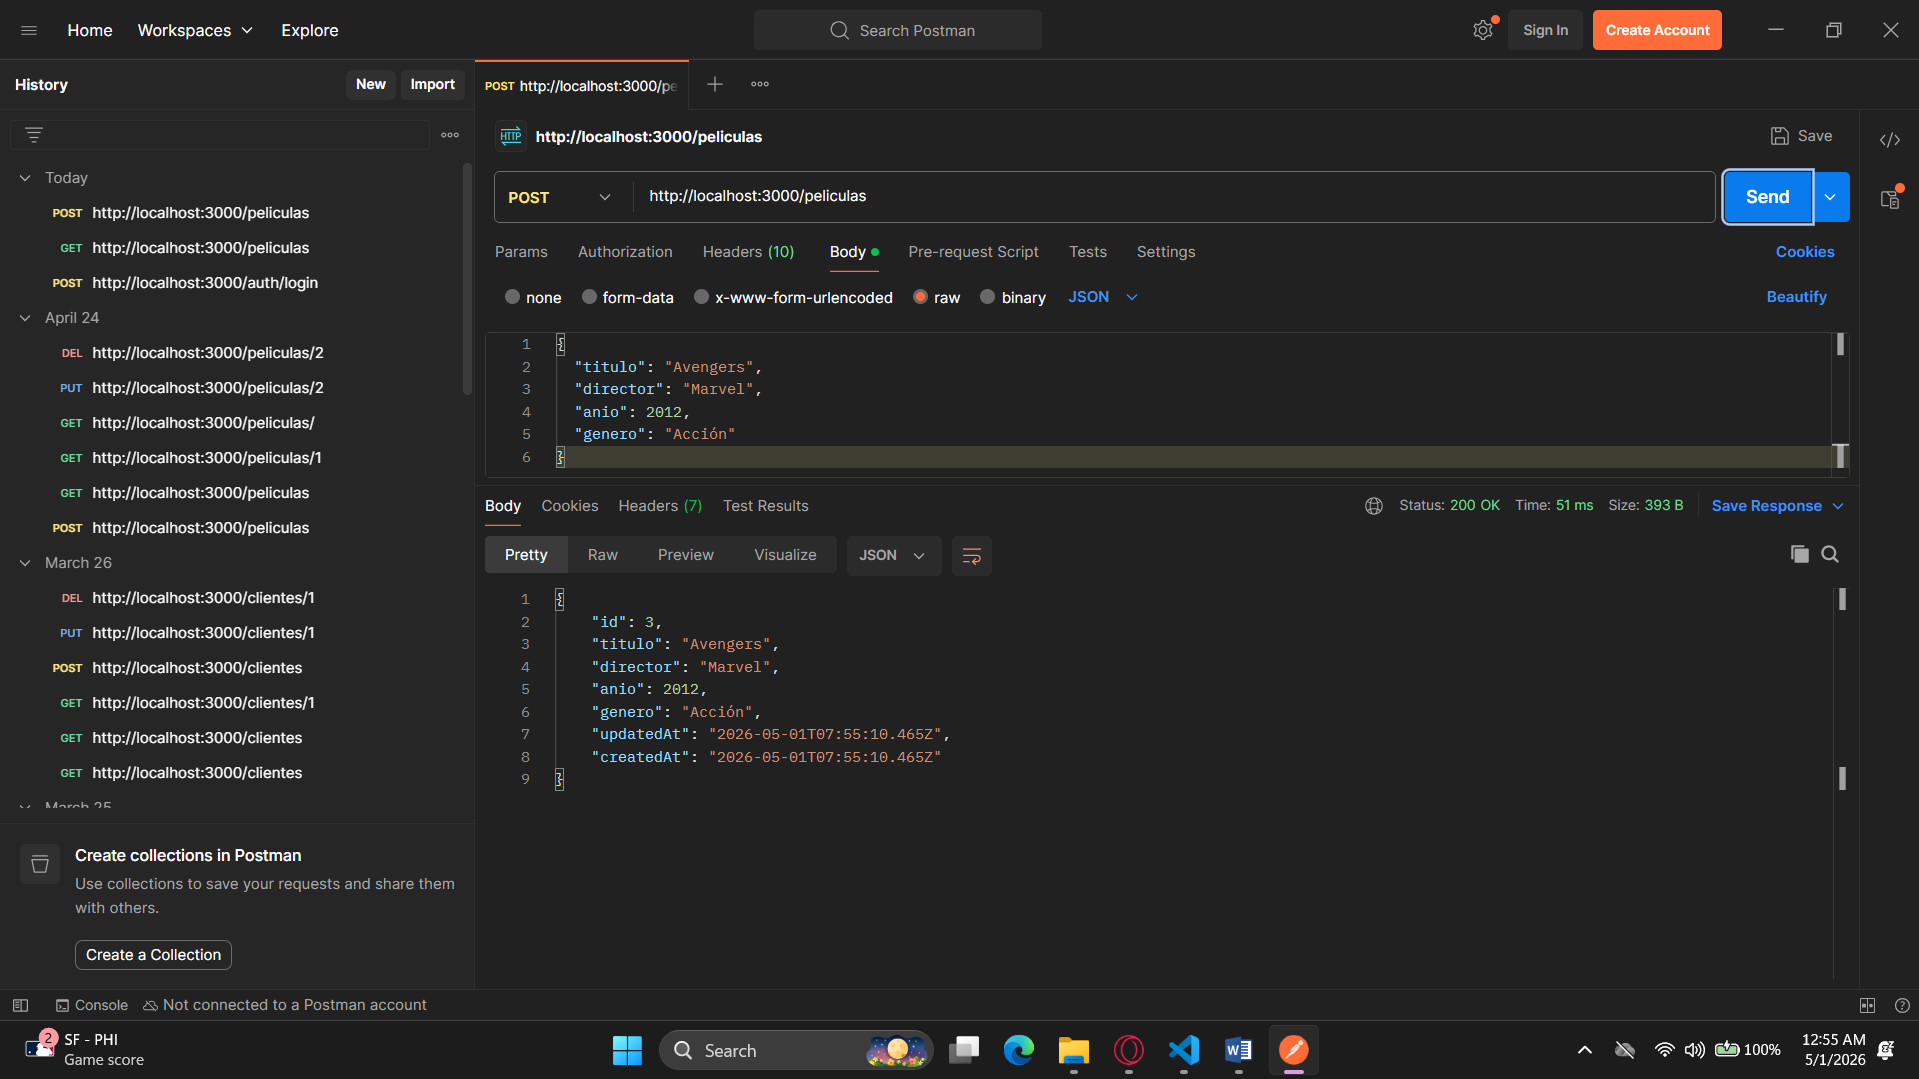 Home Workspaces Explore Search Postman Sign In Create Account
History New Import
POST http://localhost:3000/pe
HTTP http://localhost:3000/peliculas Save
POST http://localhost:3000/peliculas Send
Params Authorization Headers (10) Body Pre-request Script Tests Settings Cookies
none form-data x-www-form-urlencoded raw binary JSON Beautify
1 {
2 "titulo": "Avengers",
3 "director": "Marvel",
4 "anio": 2012,
5 "genero": "Acción"
6 }
Body Cookies Headers (7) Test Results Status: 200 OK Time: 51 ms Size: 393 B Save Response
Pretty Raw Preview Visualize JSON
1 {
2 "id": 3,
3 "titulo": "Avengers",
4 "director": "Marvel",
5 "anio": 2012,
6 "genero": "Acción",
7 "updatedAt": "2026-05-01T07:55:10.465Z",
8 "createdAt": "2026-05-01T07:55:10.465Z"
9 }
Today
POST http://localhost:3000/peliculas
GET http://localhost:3000/peliculas
POST http://localhost:3000/auth/login
April 24
DEL http://localhost:3000/peliculas/2
PUT http://localhost:3000/peliculas/2
GET http://localhost:3000/peliculas/
GET http://localhost:3000/peliculas/1
GET http://localhost:3000/peliculas
POST http://localhost:3000/peliculas
March 26
DEL http://localhost:3000/clientes/1
PUT http://localhost:3000/clientes/1
POST http://localhost:3000/clientes
GET http://localhost:3000/clientes/1
GET http://localhost:3000/clientes
GET http://localhost:3000/clientes
March 25
Create collections in Postman
Use collections to save your requests and share them
with others.
Create a Collection
Console Not connected to a Postman account
2 SF - PHI
Game score
Search
W
100%
12:55 AM
5/1/2026